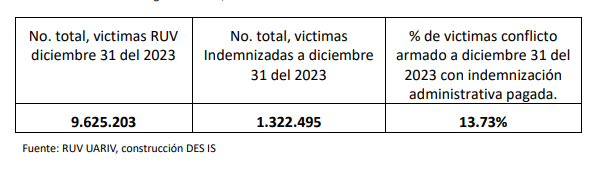 No. total, victimas RUV
diciembre 31 del 2023
No. total, victimas
Indemnizadas a diciembre
31 del 2023
% de victimas conflicto
armado a diciembre 31 del
2023 con indemnización
administrativa pagada.
9.625.203
1.322.495
13.73%
Fuente: RUV UARIV, construcción DES IS